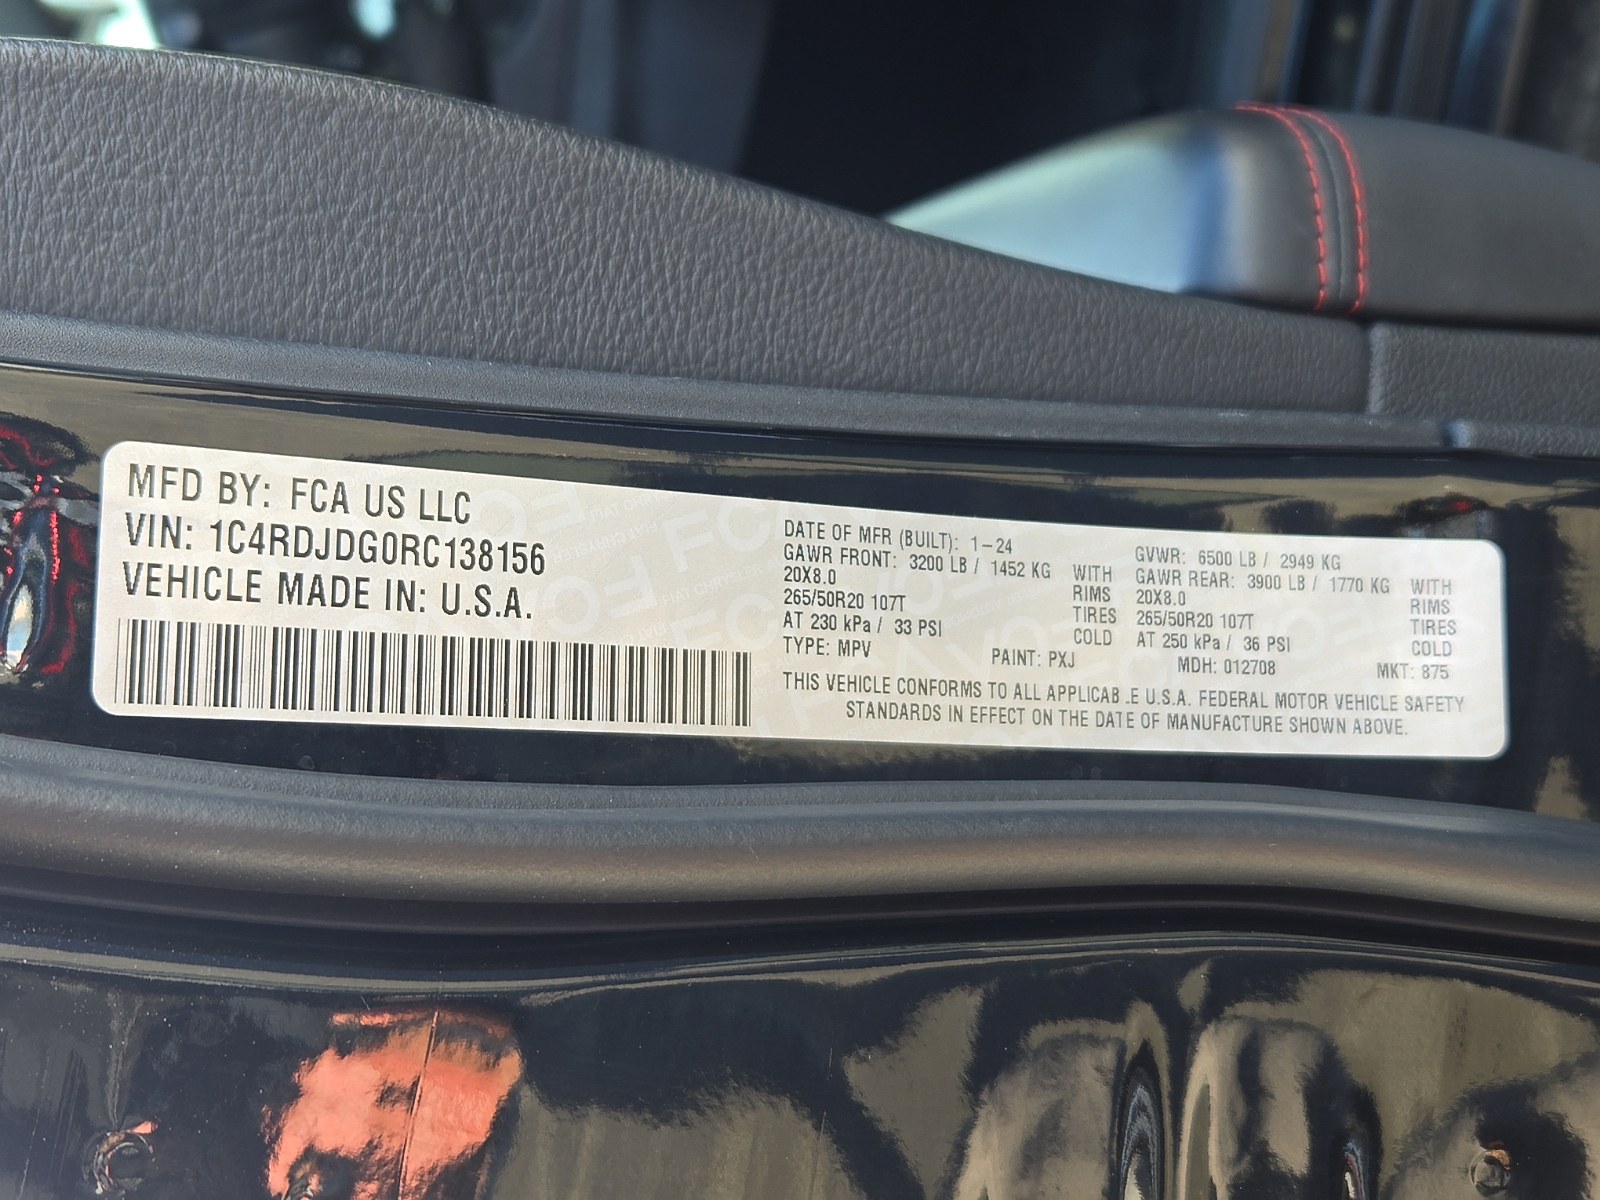 MFD BY: FCA US LLC
VIN: 1C4RDJDG0RC138156
VEHICLE MADE IN: U.S.A.
DATE OF MFR (BUILT): 1-24
GAWR FRONT: 3200 LB / 1452 KG WITH
20X8.0 RIMS
265/50R20 107T TIRES
AT 230 kPa / 33 PSI COLD
TYPE: MPV PAINT: PXJ
GVWR: 6500 LB / 2949 KG
GAWR REAR: 3900 LB / 1770 KG WITH
20X8.0 RIMS
265/50R20 107T TIRES
AT 250 kPa / 36 PSI COLD
MDH: 012708 MKT: 875
THIS VEHICLE CONFORMS TO ALL APPLICAB.E U.S.A. FEDERAL MOTOR VEHICLE SAFETY
STANDARDS IN EFFECT ON THE DATE OF MANUFACTURE SHOWN ABOVE.